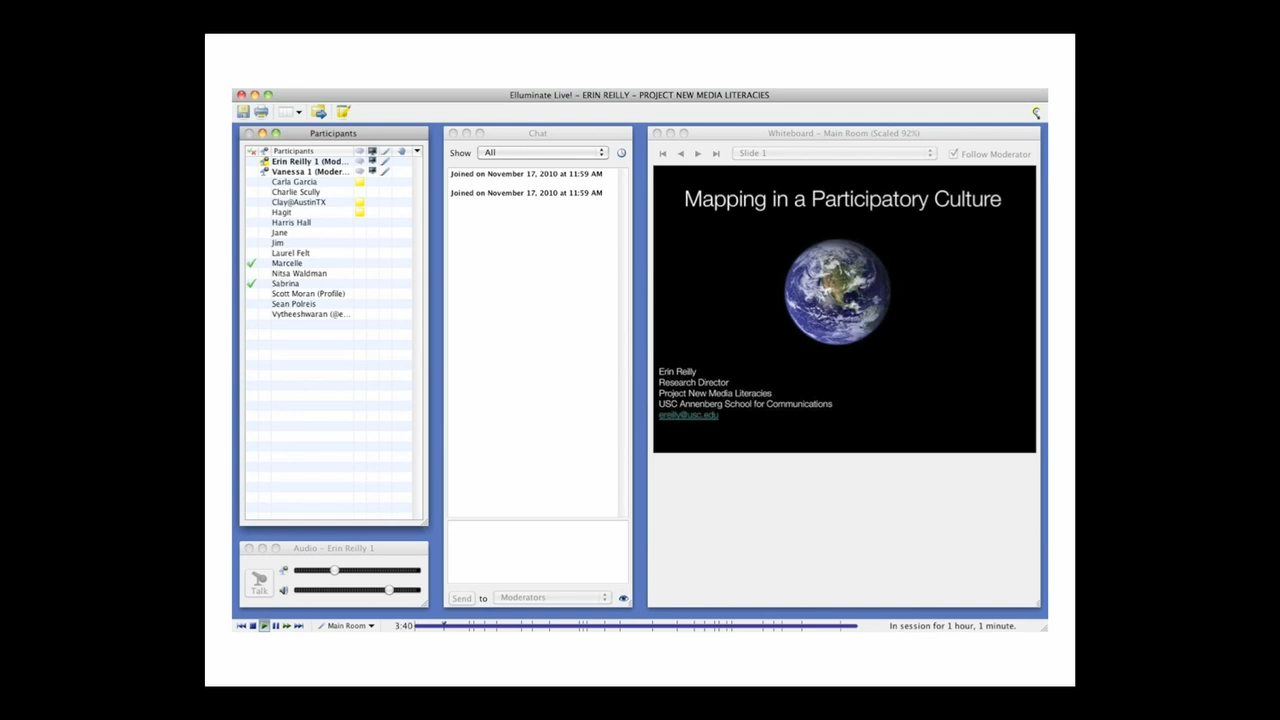 Elluminate Live! - ERIN REILLY - PROJECT NEW MEDIA LITERACIES
Participants
Participants
Erin Reilly 1 (Mod...
Vanessa 1 (Moder...
Carla Garcia
Charlie Scully
Clay@AustinTX
Hagit
Harris Hall
Jane
Jim
Laurel Felt
Marcelle
Nitsa Waldman
Sabrina
Scott Moran (Profile)
Sean Polreis
Vytheeshwaran (@e...
Audio - Erin Reilly 1
Talk
Chat
Show All
Joined on November 17, 2010 at 11:59 AM
Joined on November 17, 2010 at 11:59 AM
Send to Moderators
Whiteboard - Main Room (Scaled 92%)
Slide 1
Follow Moderator
Mapping in a Participatory Culture
Erin Reilly
Research Director
Project New Media Literacies
USC Annenberg School for Communications
ereilly@usc.edu
Main Room
3:40
In session for 1 hour, 1 minute.